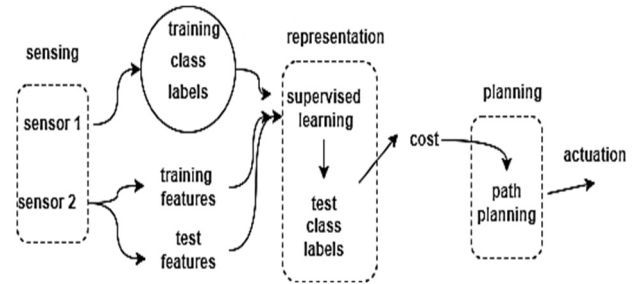 sensing
sensor 1
sensor 2
training
class
labels
training
features
test
features
representation
supervised
learning
test
class
labels
cost
planning
path
planning
actuation